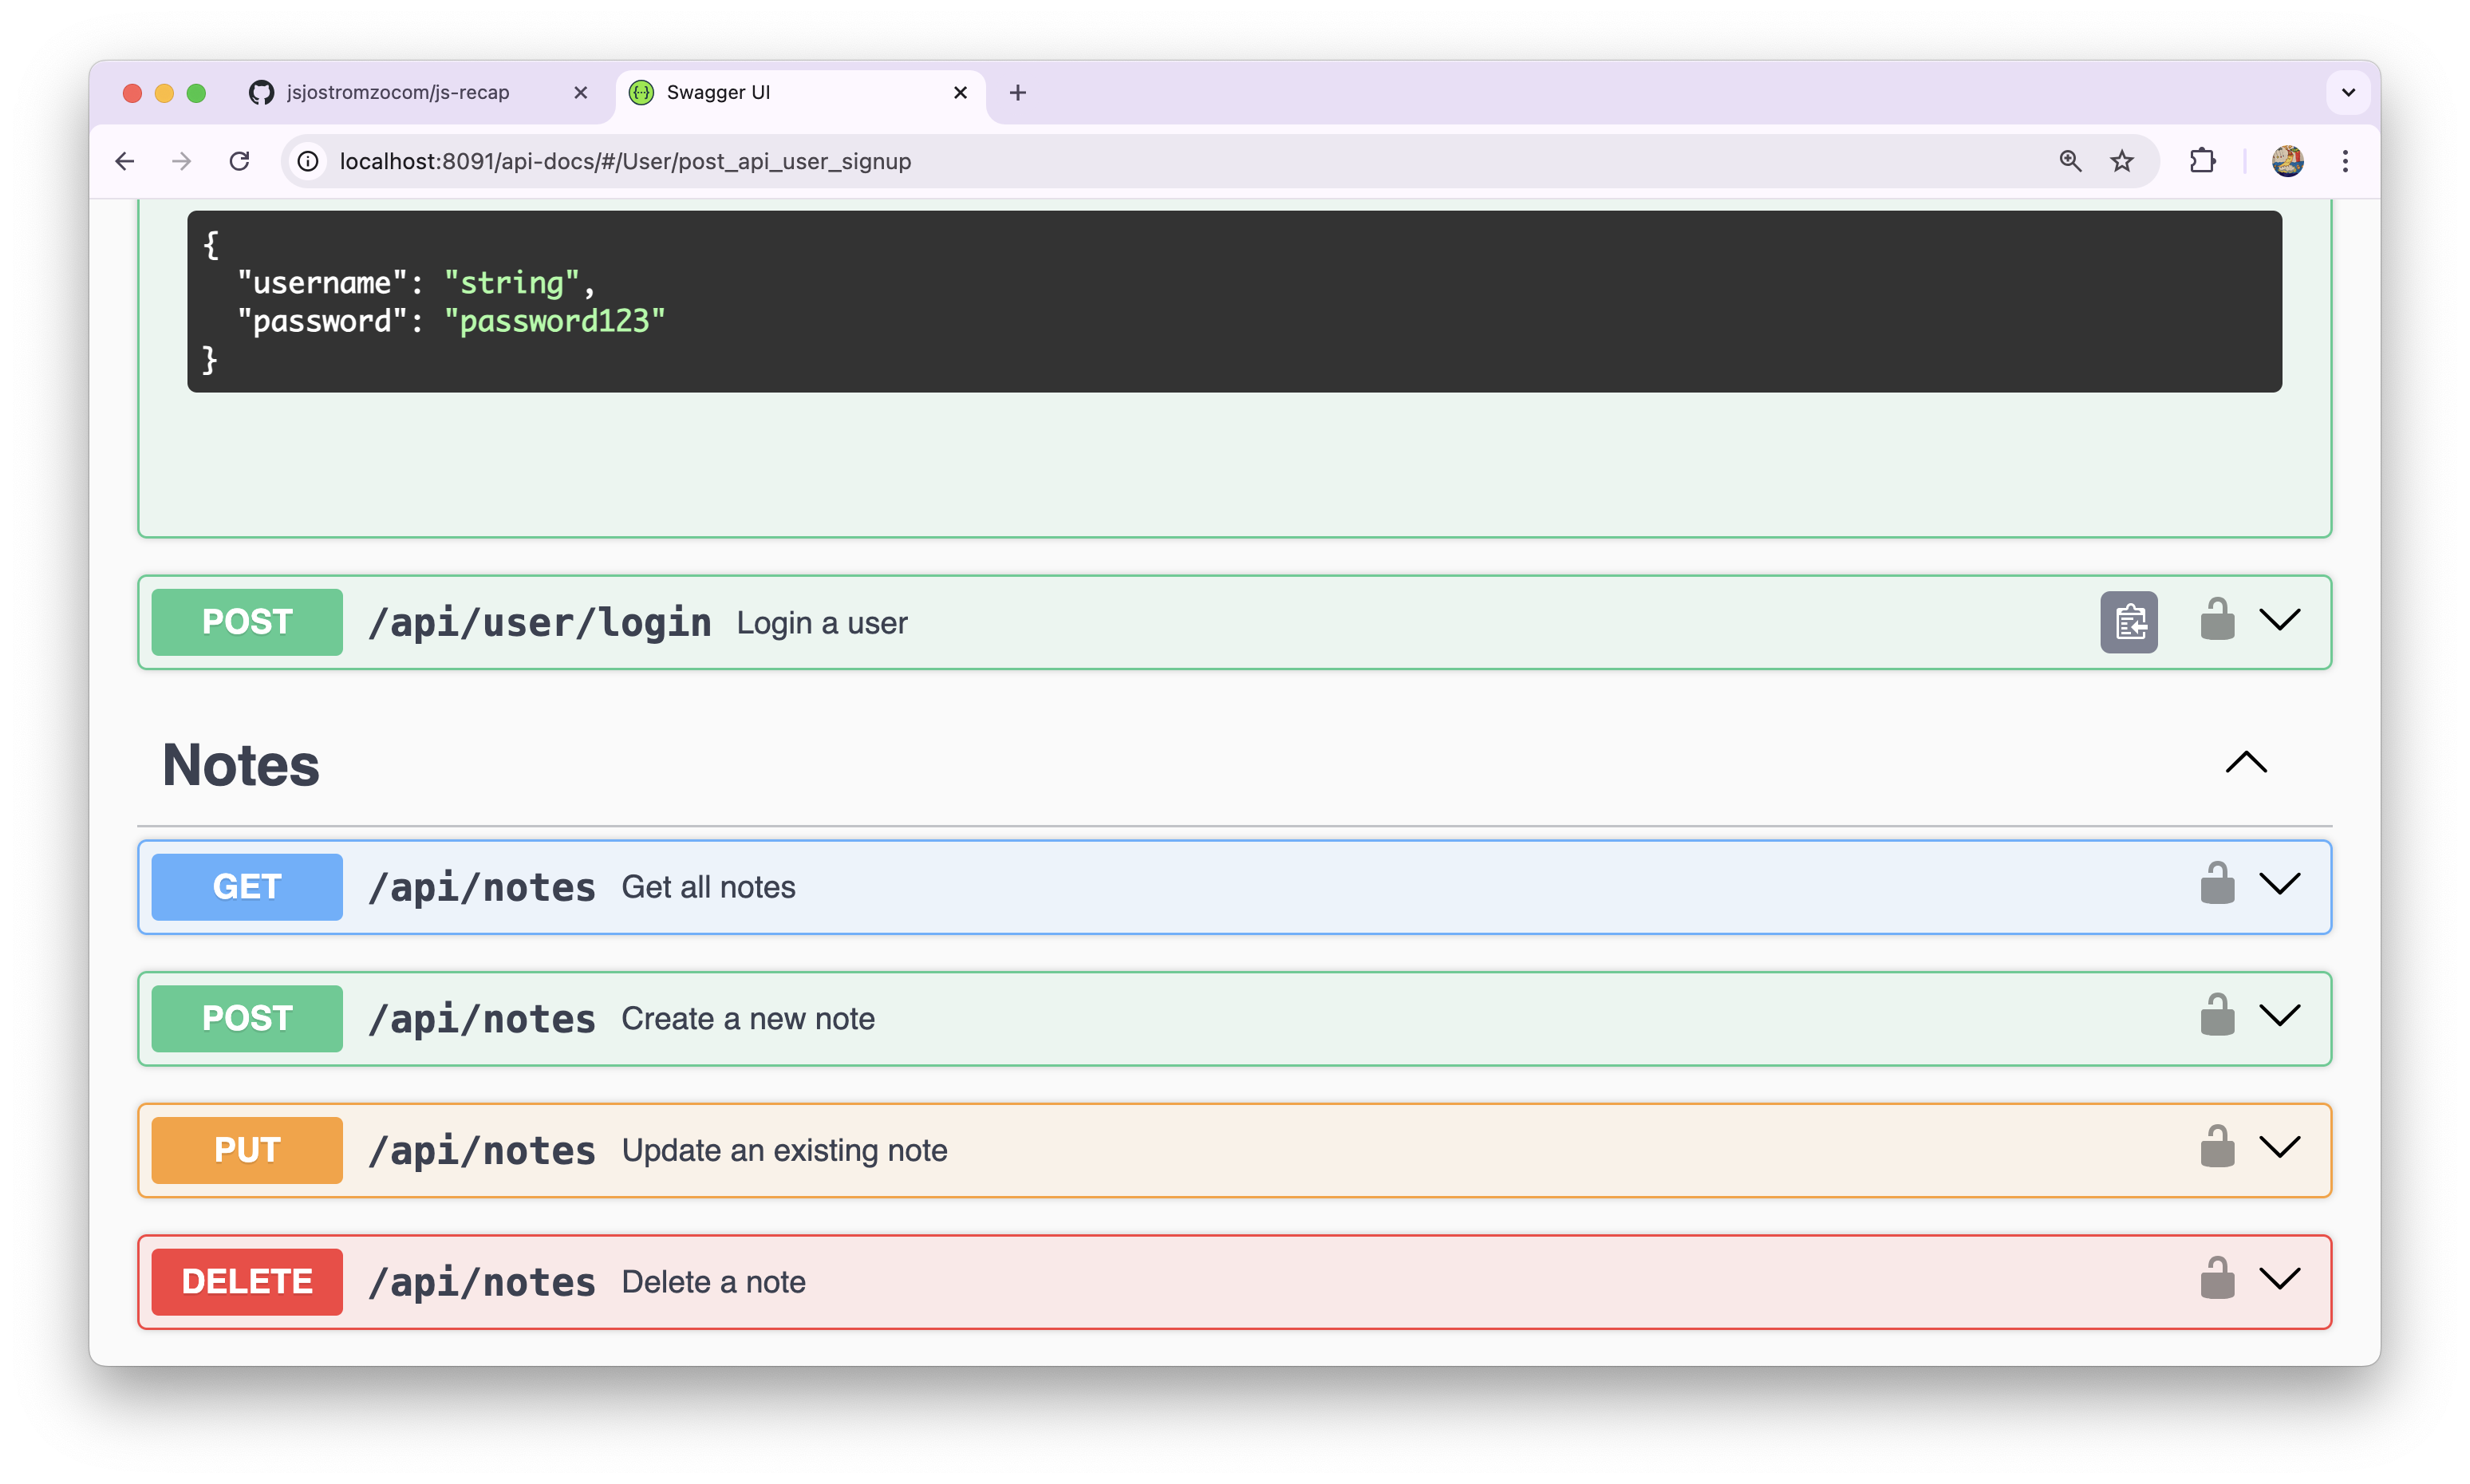 jsjostromzocom/js-recap
Swagger UI
localhost:8091/api-docs/#/User/post_api_user_signup
{
"username": "string",
"password": "password123"
}
POST /api/user/login Login a user
Notes
GET /api/notes Get all notes
POST /api/notes Create a new note
PUT /api/notes Update an existing note
DELETE /api/notes Delete a note